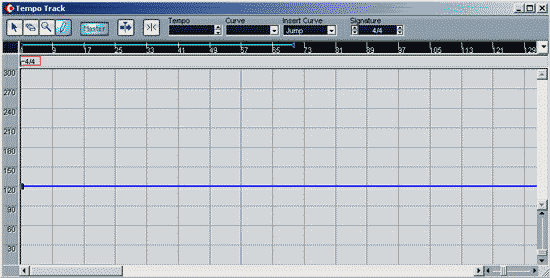 Tempo Track
Tempo Curve Insert Curve Signature
Master Jump 4/4
9 17 25 33 41 49 57 65 73 81 89 97 105 113 121 129
4/4
300
270
240
210
180
150
120
90
60
30